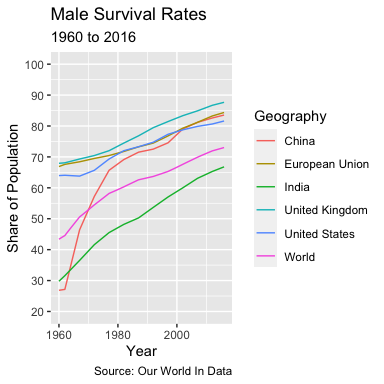 Male Survival Rates
1960 to 2016
Share of Population
100
90
80
70
60
50
40
30
20
1960
1980
2000
Year
Geography
China
European Union
India
United Kingdom
United States
World
Source: Our World In Data